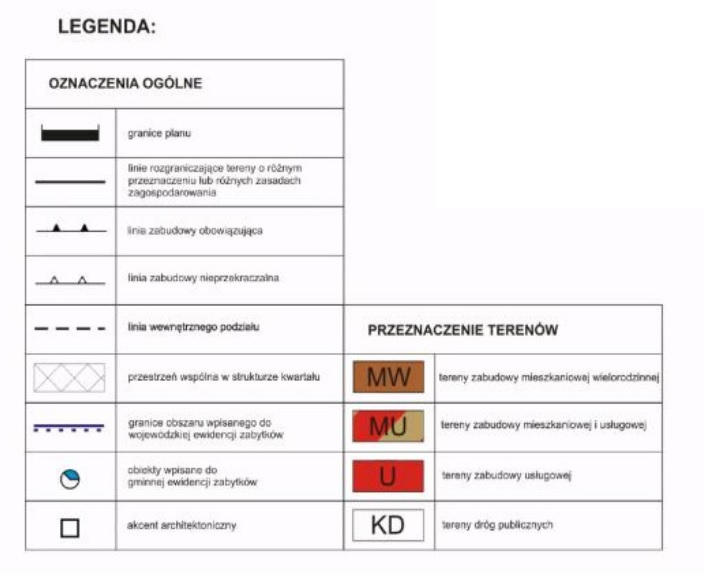 LEGENDA:
OZNACZENIA OGÓLNE
granice planu
linie rozgraniczające tereny o różnym
przeznaczeniu lub różnych zasadach
zagospodarowania
linia zabudowy obowiązująca
linia zabudowy nieprzekraczalna
linia wewnętrznego podziału
przestrzeń wspólna w strukturze kwartału
granice obszaru wpisanego do
wojewódzkiej ewidencji zabytków
obiekty wpisane do
gminnej ewidencji zabytków
akcent architektoniczny
PRZEZNACZENIE TERENÓW
MW
tereny zabudowy mieszkaniowej wielorodzinnej
MU
tereny zabudowy mieszkaniowej i usługowej
U
tereny zabudowy usługowej
KD
tereny dróg publicznych